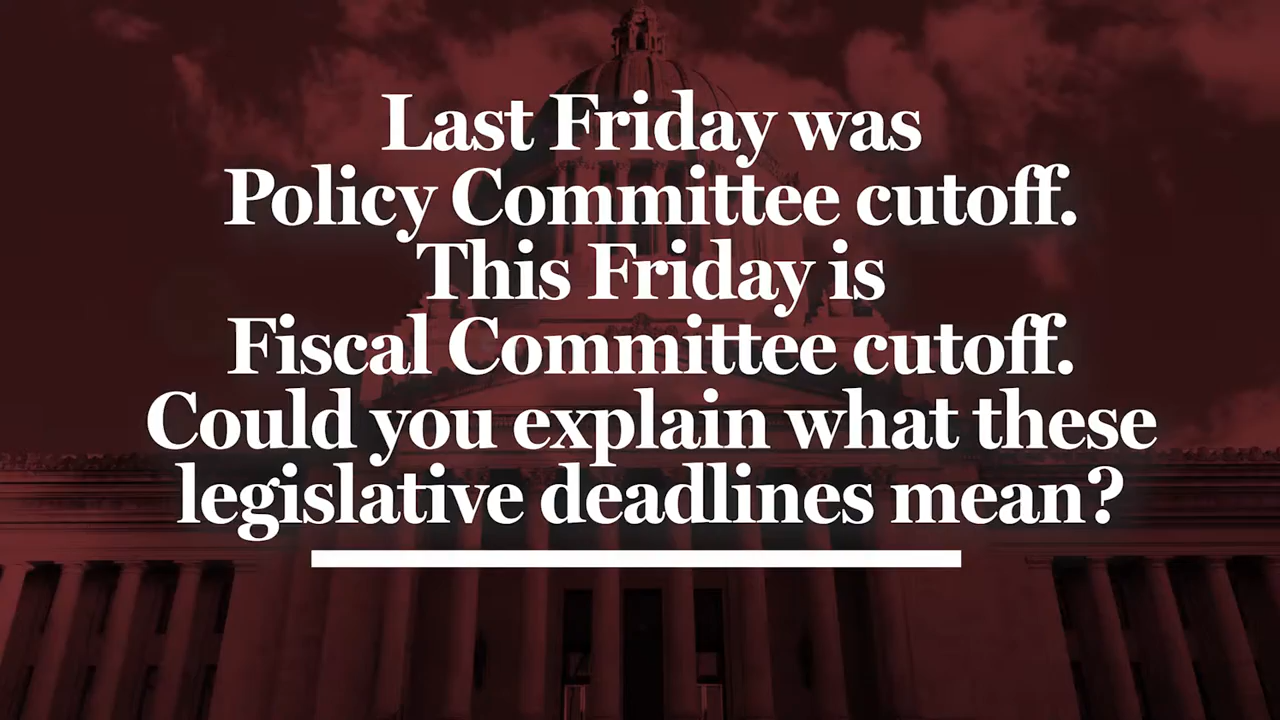 Last Friday was
Policy Committee cutoff.
This Friday is
Fiscal Committee cutoff.
Could you explain what these
legislative deadlines mean?